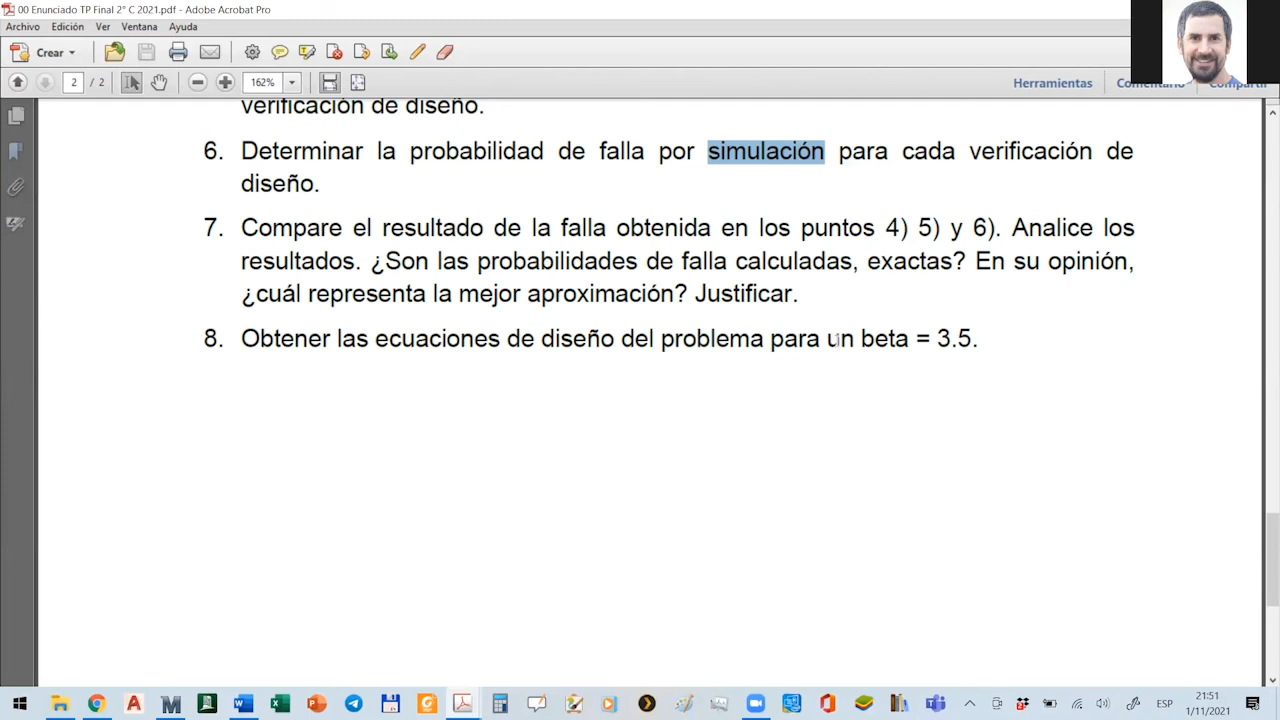 00 Enunciado TP Final 2° C 2021.pdf - Adobe Acrobat Pro
Archivo Edición Ver Ventana Ayuda
Crear
2 / 2 162% Herramientas Comentario Compartir
verificación de diseño.
6. Determinar la probabilidad de falla por simulación para cada verificación de
diseño.
7. Compare el resultado de la falla obtenida en los puntos 4) 5) y 6). Analice los
resultados. ¿Son las probabilidades de falla calculadas, exactas? En su opinión,
¿cuál representa la mejor aproximación? Justificar.
8. Obtener las ecuaciones de diseño del problema para un beta = 3.5.
ESP
21:51
1/11/2021